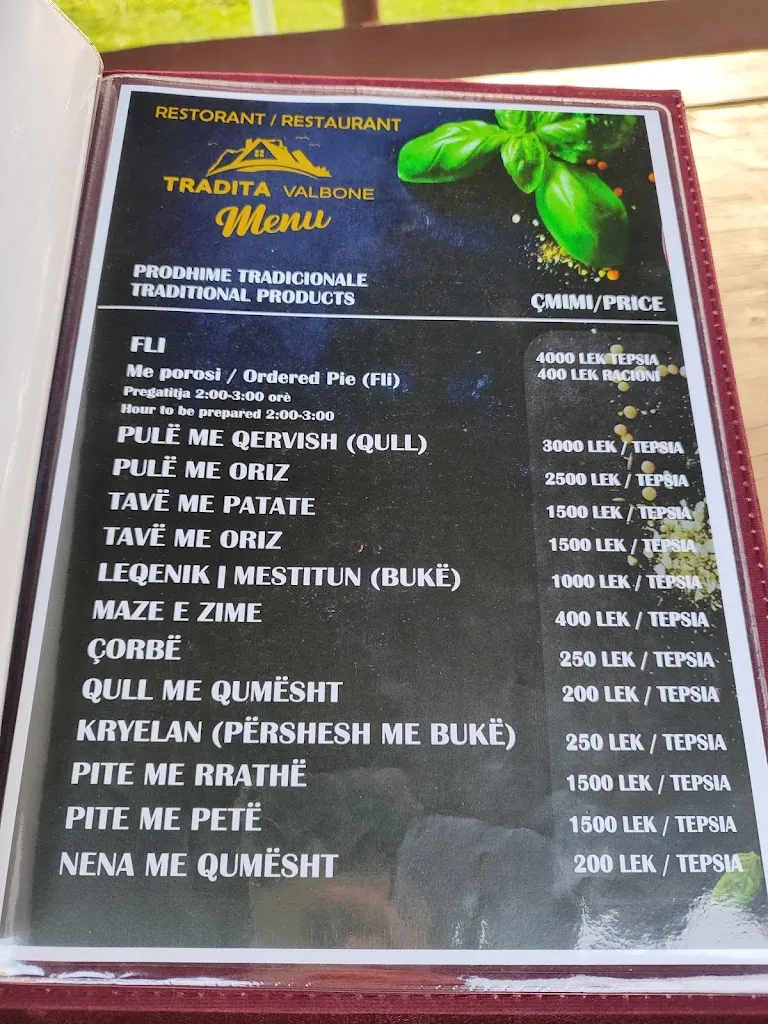 RESTORANT / RESTAURANT
TRADITA VALBONE
Menu
PRODHIME TRADICIONALE
TRADITIONAL PRODUCTS
ÇMIMI/PRICE
FLI
4000 LEK TEPSIA
Me porosi / Ordered Pie (Fli)
400 LEK RACIONI
Pregatitja 2:00-3:00 orè
Hour to be prepared 2:00-3:00
PULË ME QERVISH (QULL) 3000 LEK / TEPSIA
PULË ME ORIZ 2500 LEK / TEPSIA
TAVË ME PATATE 1500 LEK / TEPSIA
TAVË ME ORIZ 1500 LEK / TEPSIA
LEQENIK | MESTITUN (BUKË) 1000 LEK / TEPSIA
MAZE E ZIME 400 LEK / TEPSIA
ÇORBË 250 LEK / TEPSIA
QULL ME QUMËSHT 200 LEK / TEPSIA
KRYELAN (PËRSHESH ME BUKË) 250 LEK / TEPSIA
PITE ME RRATHË 1500 LEK / TEPSIA
PITE ME PETË 1500 LEK / TEPSIA
NENA ME QUMËSHT 200 LEK / TEPSIA